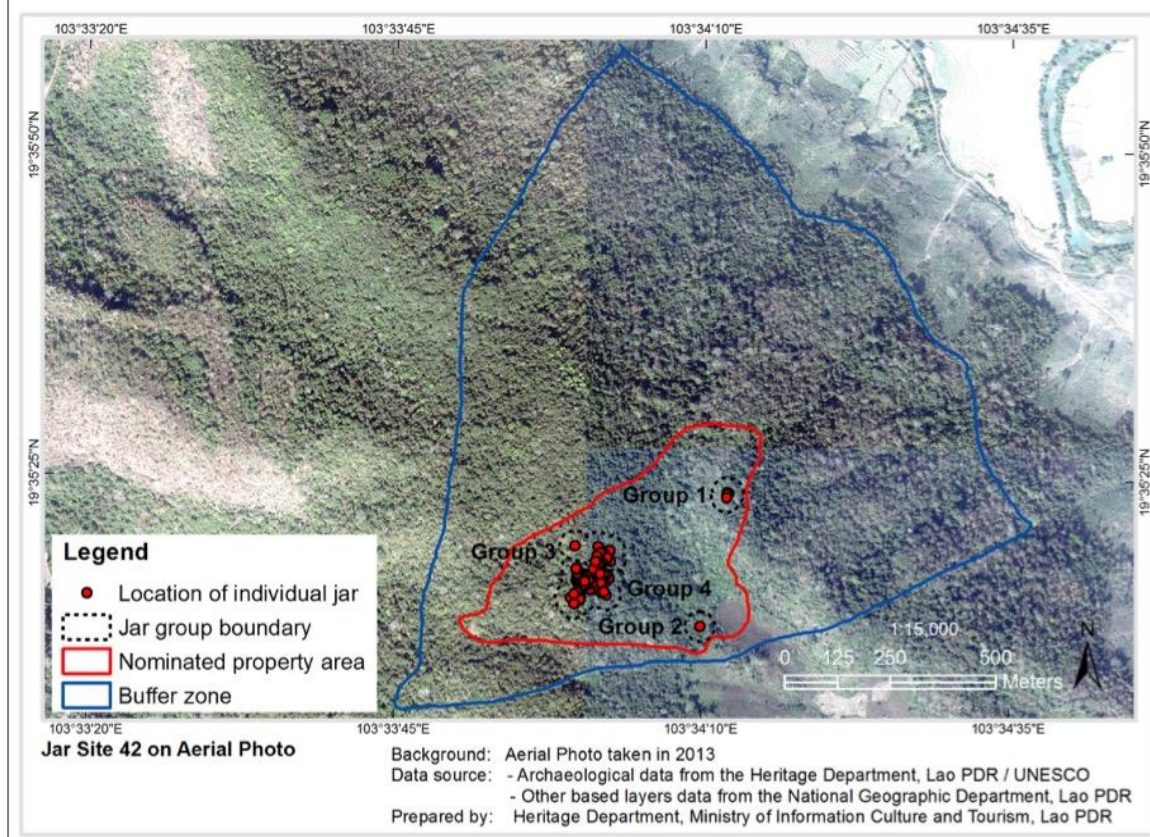 103°33'20"E 103°33'45"E 103°34'10"E 103°34'35"E
19°35'50"N 19°35'50"N
19°35'25"N 19°35'25"N
Group 1
Group 3
Group 4
Group 2
Legend
Location of individual jar
Jar group boundary
Nominated property area
Buffer zone
1:15,000
N
0 125 250 500
Meters
103°33'20"E 103°33'45"E 103°34'10"E 103°34'35"E
Jar Site 42 on Aerial Photo
Background: Aerial Photo taken in 2013
Data source: - Archaeological data from the Heritage Department, Lao PDR / UNESCO
- Other based layers data from the National Geographic Department, Lao PDR
Prepared by: Heritage Department, Ministry of Information Culture and Tourism, Lao PDR